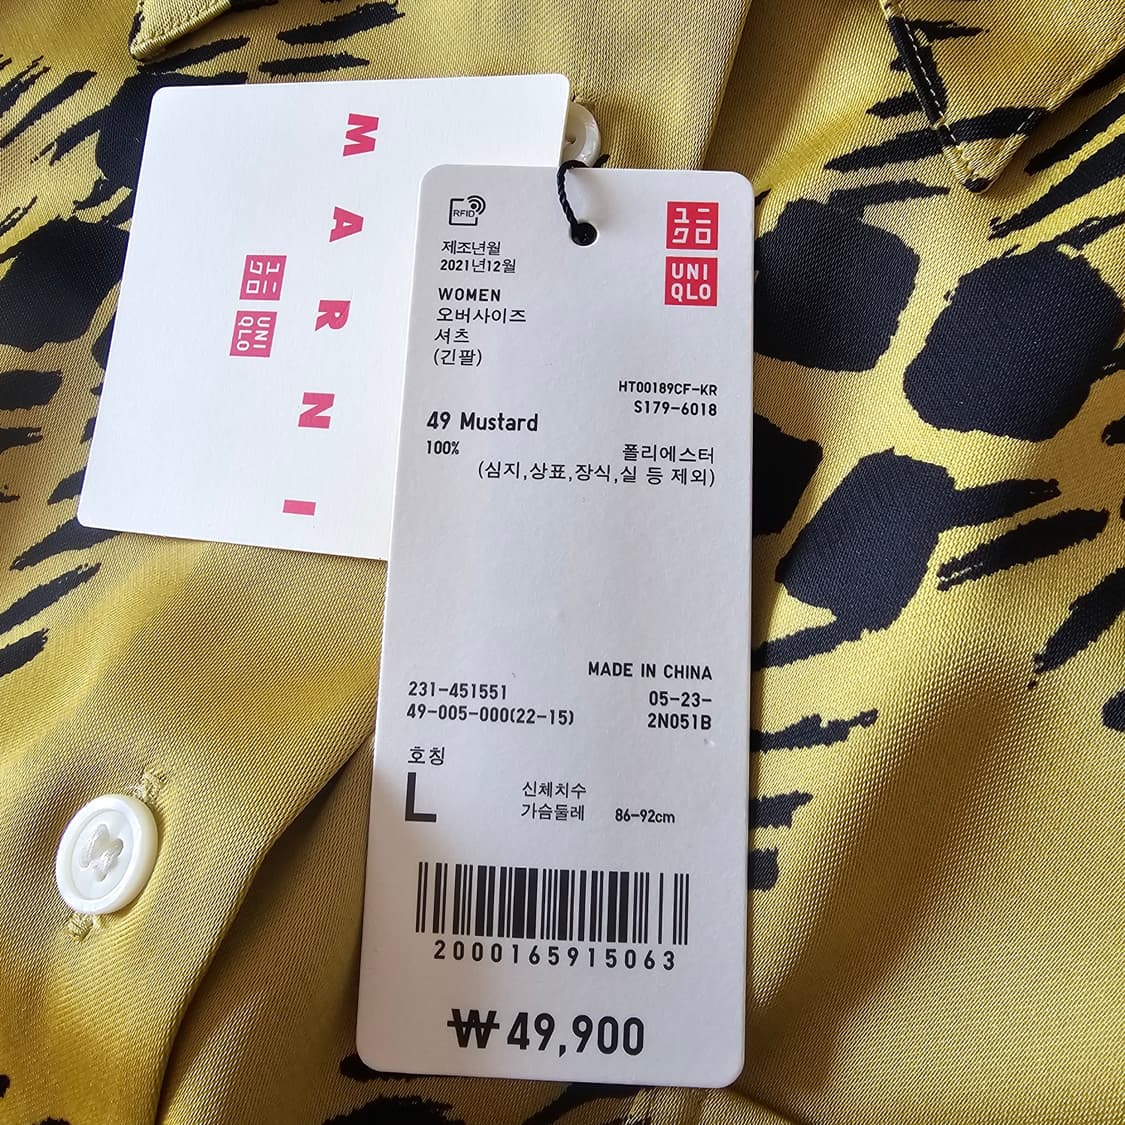 MARNI
ユニ
クロ
UNI
QLO
RFID
ユニ
クロ
UNI
QLO
제조년월
2021년12월
WOMEN
오버사이즈
셔츠
(긴팔)
HT00189CF-KR
S179-6018
49 Mustard
100% 폴리에스터
(심지,상표,장식,실 등 제외)
MADE IN CHINA
231-451551 05-23-
49-005-000(22-15) 2N051B
호칭
L 신체치수
가슴둘레 86-92cm
2000165915063
₩49,900